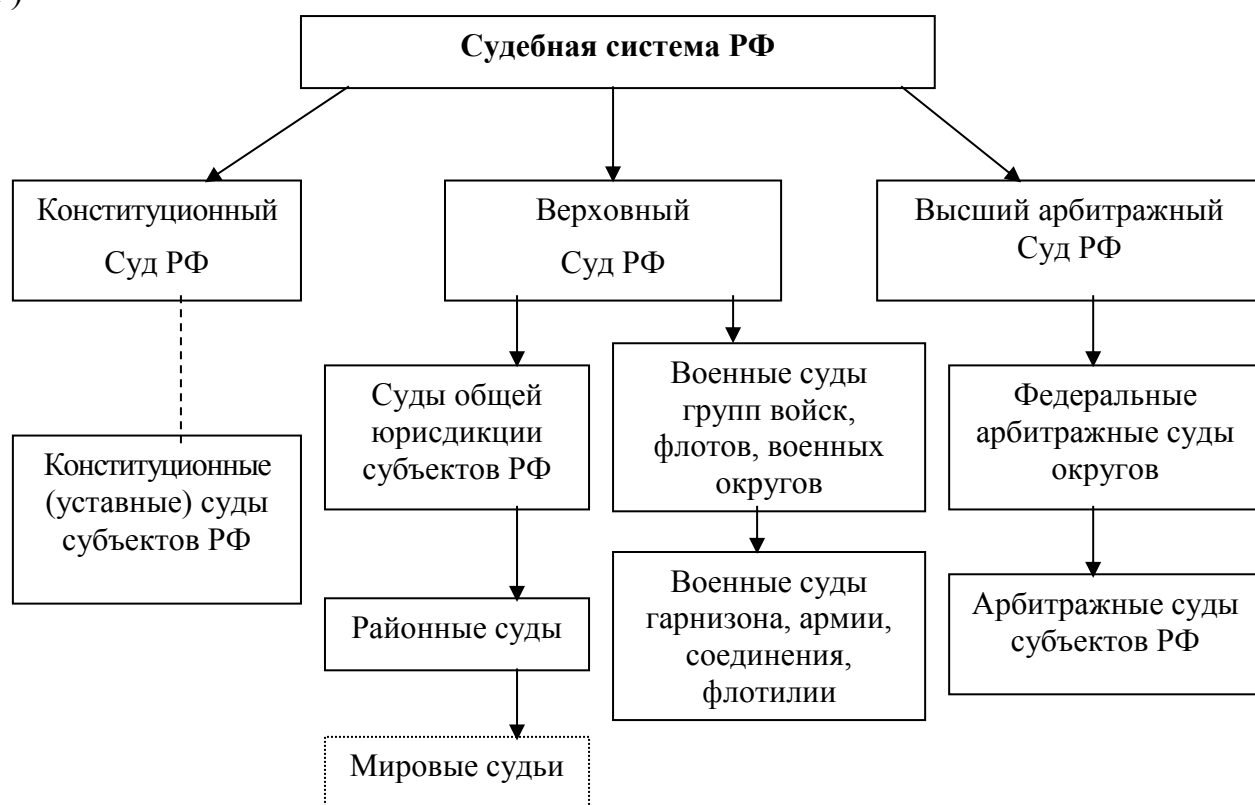 )
Судебная система РФ
Конституционный
Суд РФ
Верховный
Суд РФ
Высший арбитражный
Суд РФ
Конституционные
(уставные) суды
субъектов РФ
Суды общей
юрисдикции
субъектов РФ
Военные суды
групп войск,
флотов, военных
округов
Федеральные
арбитражные суды
округов
Районные суды
Военные суды
гарнизона, армии,
соединения,
флотилии
Арбитражные суды
субъектов РФ
Мировые судьи